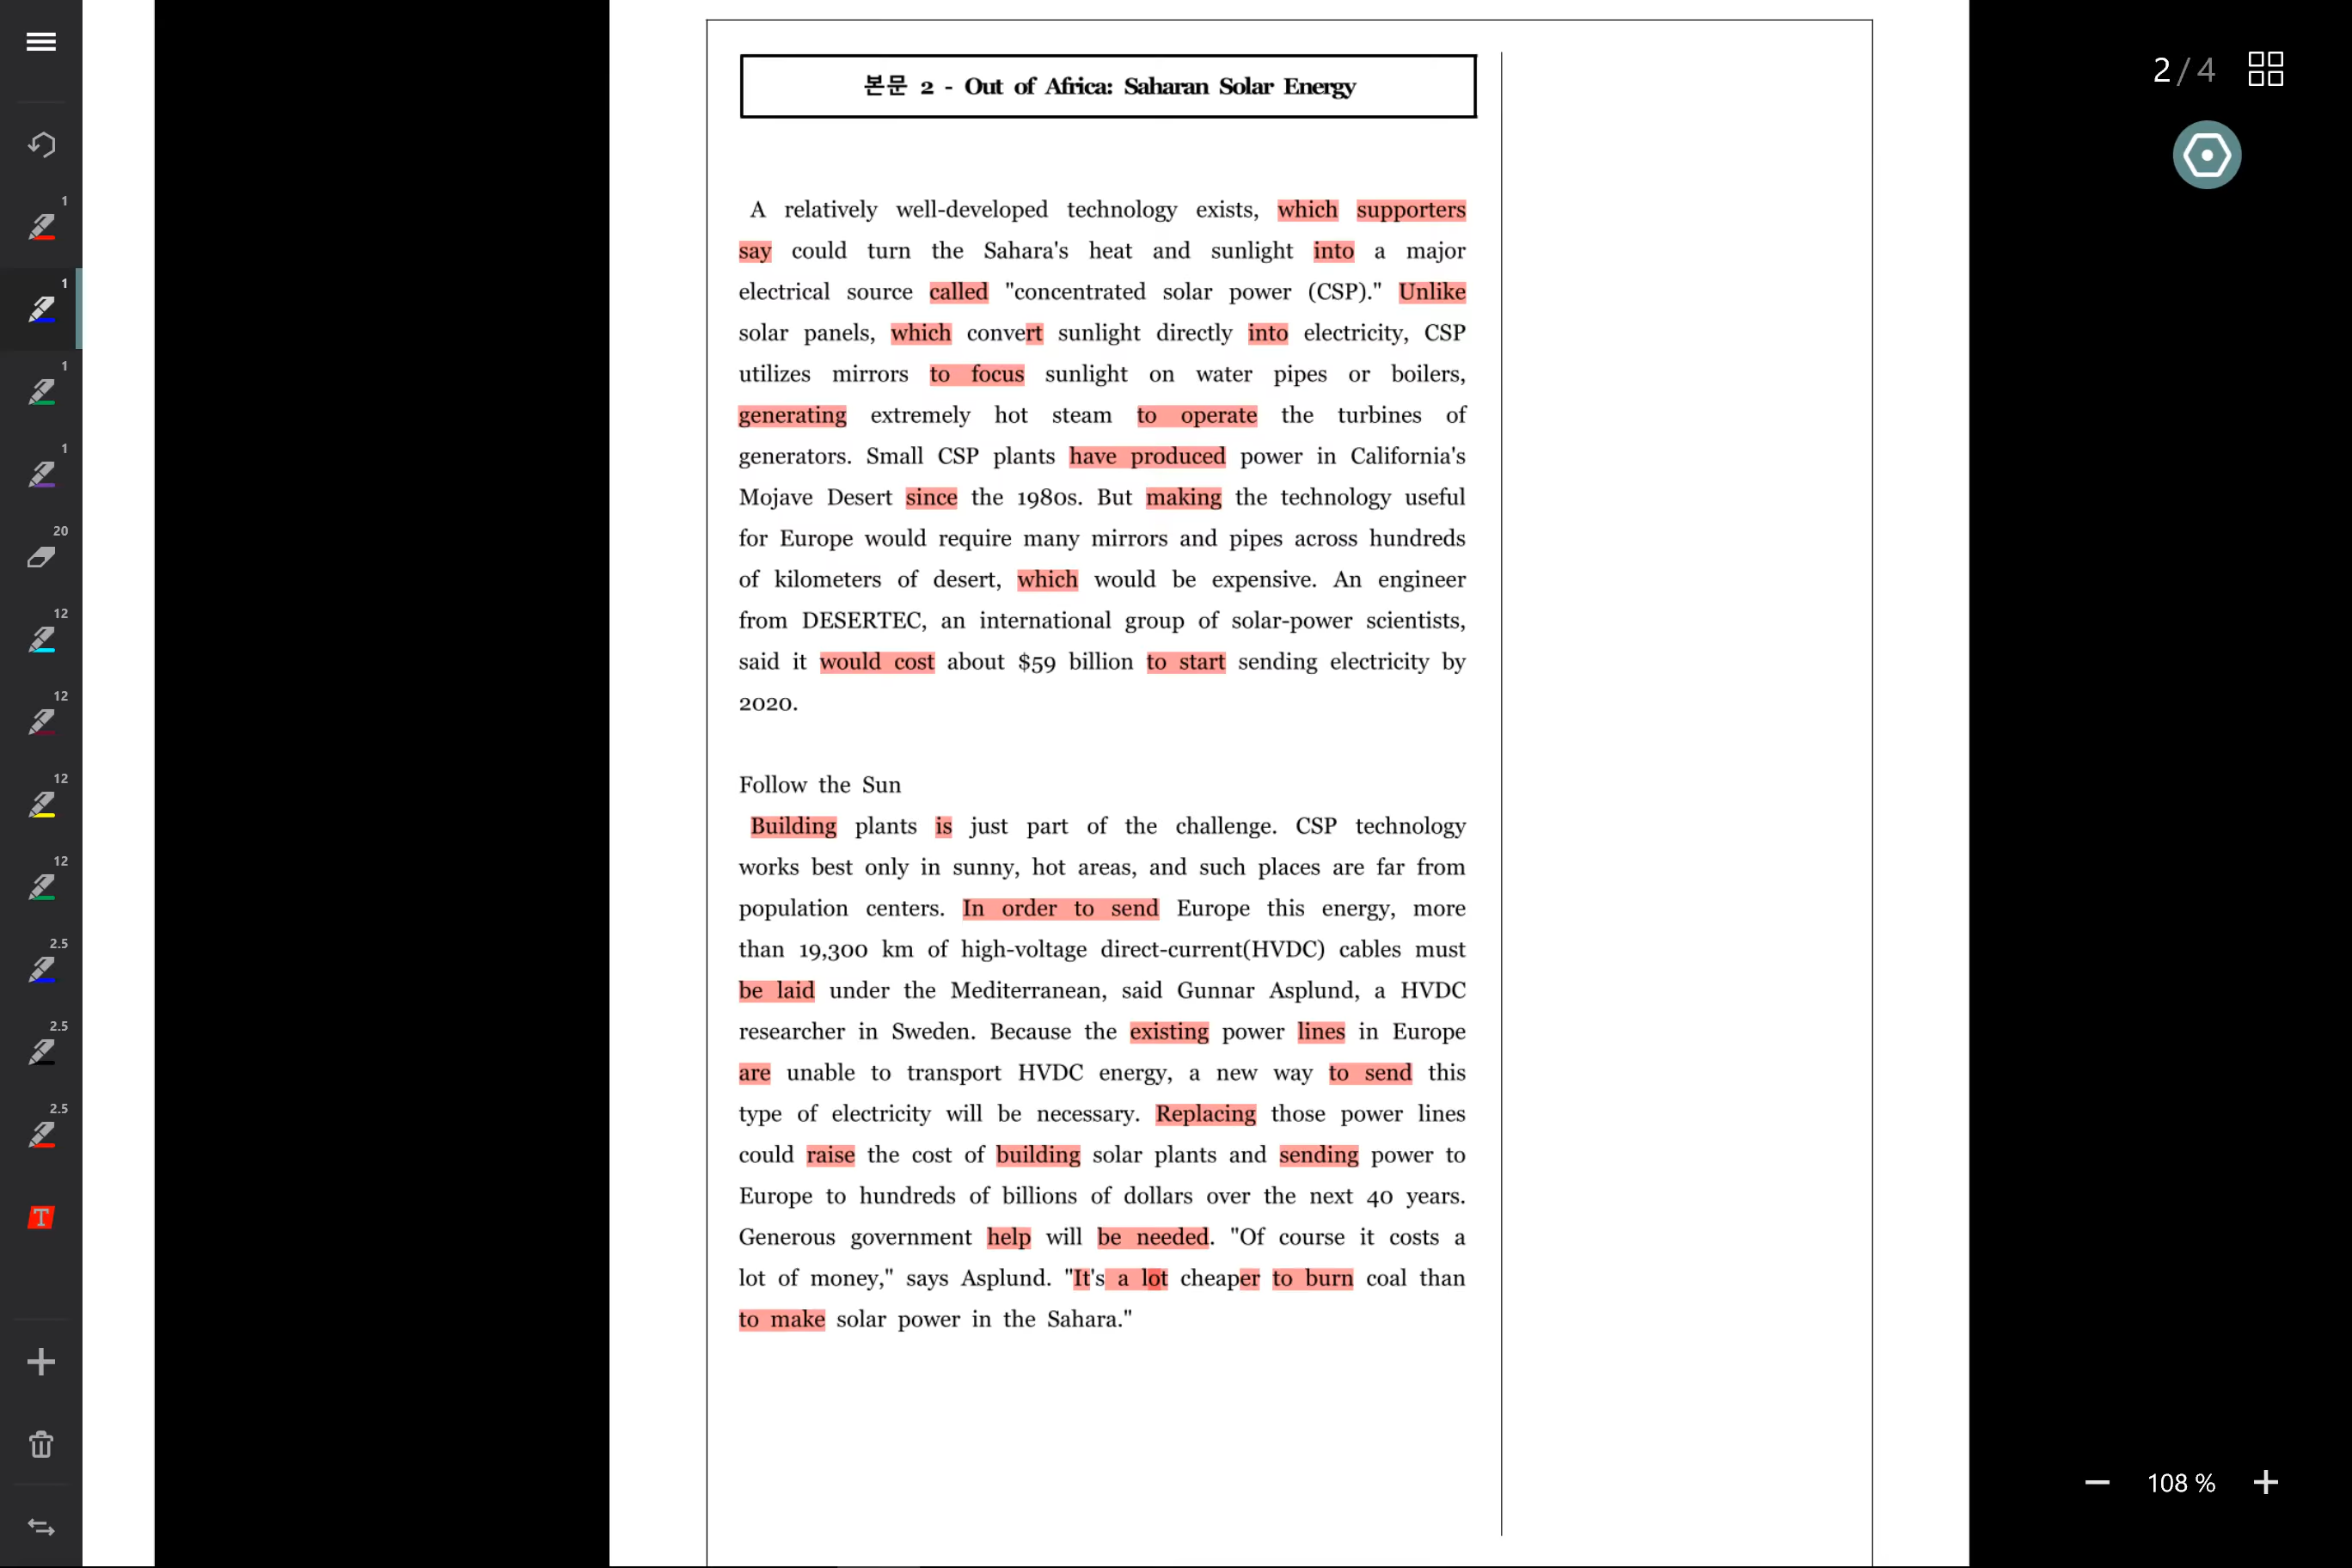 본문 2 - Out of Africa: Saharan Solar Energy
A relatively well-developed technology exists, which supporters
say could turn the Sahara's heat and sunlight into a major
electrical source called "concentrated solar power (CSP)." Unlike
solar panels, which convert sunlight directly into electricity, CSP
utilizes mirrors to focus sunlight on water pipes or boilers,
generating extremely hot steam to operate the turbines of
generators. Small CSP plants have produced power in California's
Mojave Desert since the 1980s. But making the technology useful
for Europe would require many mirrors and pipes across hundreds
of kilometers of desert, which would be expensive. An engineer
from DESERTEC, an international group of solar-power scientists,
said it would cost about $59 billion to start sending electricity by
2020.
Follow the Sun
Building plants is just part of the challenge. CSP technology
works best only in sunny, hot areas, and such places are far from
population centers. In order to send Europe this energy, more
than 19,300 km of high-voltage direct-current(HVDC) cables must
be laid under the Mediterranean, said Gunnar Asplund, a HVDC
researcher in Sweden. Because the existing power lines in Europe
are unable to transport HVDC energy, a new way to send this
type of electricity will be necessary. Replacing those power lines
could raise the cost of building solar plants and sending power to
Europe to hundreds of billions of dollars over the next 40 years.
Generous government help will be needed. "Of course it costs a
lot of money," says Asplund. "It's a lot cheaper to burn coal than
to make solar power in the Sahara."
2 / 4
1
1
1
1
20
12
12
12
12
2.5
2.5
2.5
T
108 %